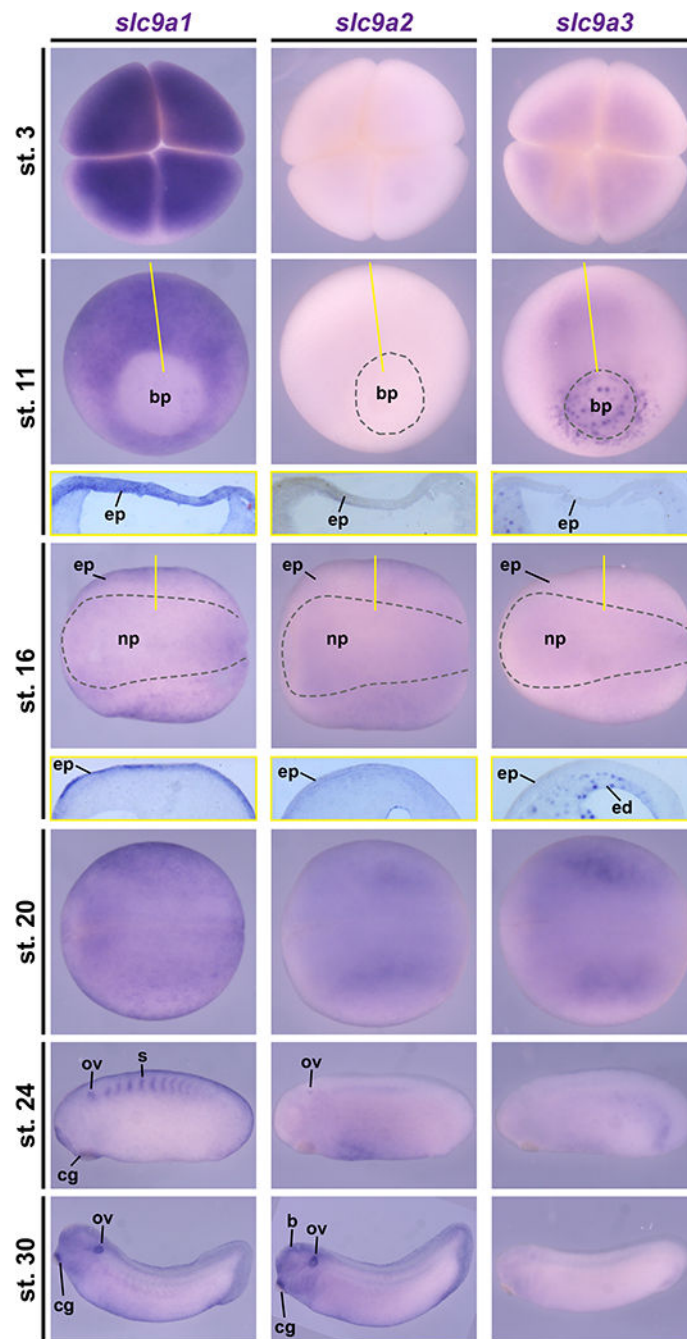 slc9a1 slc9a2 slc9a3
st. 3
st. 11
bp bp bp
ep ep ep
st. 16
ep ep ep
np np np
ep ep ep
ed
st. 20
st. 24
ov s ov
cg
st. 30
ov b ov
cg cg